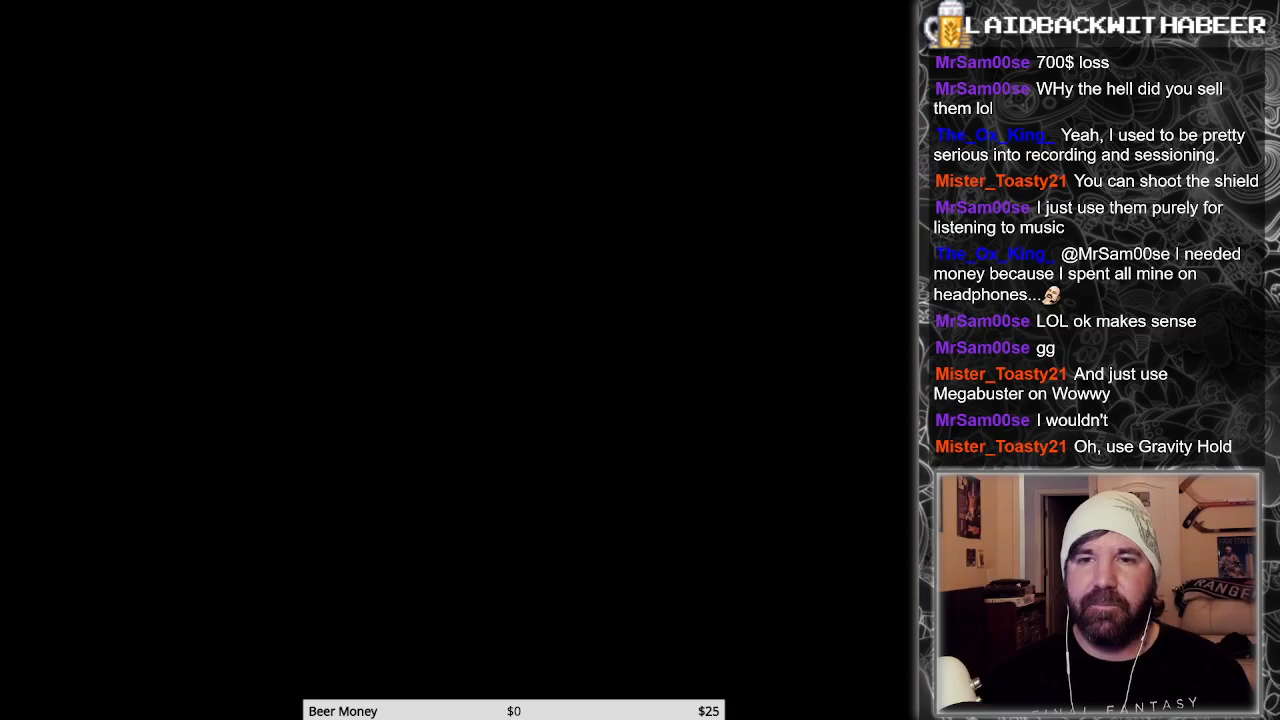 LAIDBACKWITHABEER
MrSam00se 700$ loss
MrSam00se WHy the hell did you sell
them lol
The_Ox_King_ Yeah, I used to be pretty
serious into recording and sessioning.
Mister_Toasty21 You can shoot the shield
MrSam00se I just use them purely for
listening to music
The_Ox_King_ @MrSam00se I needed
money because I spent all mine on
headphones...
MrSam00se LOL ok makes sense
MrSam00se gg
Mister_Toasty21 And just use
Megabuster on Wowwy
MrSam00se I wouldn't
Mister_Toasty21 Oh, use Gravity Hold
RANGER
FINAL FANTASY
Beer Money $0 $25